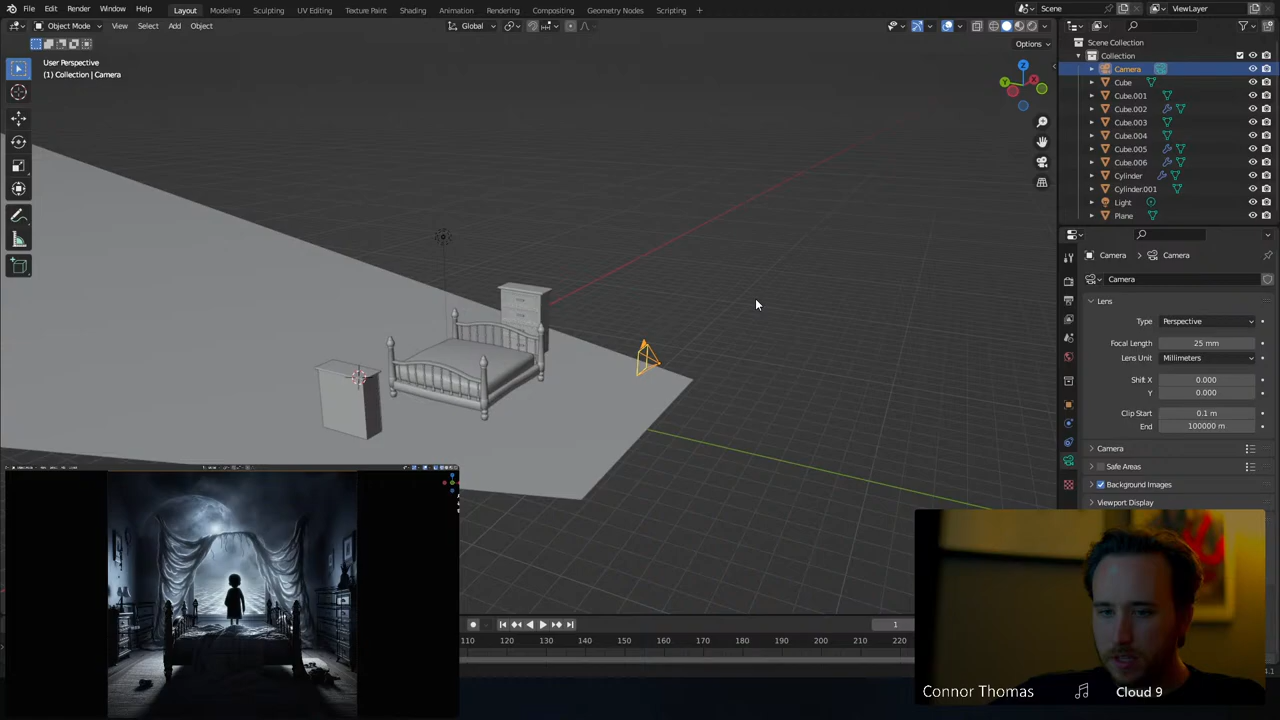 File Edit Render Window Help Layout Modeling Sculpting UV Editing Texture Paint Shading Animation Rendering Compositing Geometry Nodes Scripting Scene ViewLayer
Object Mode View Select Add Object Global
Options
User Perspective
(1) Collection | Camera
Z
X
Y
Scene Collection
Collection
Camera
Cube
Cube.001
Cube.002
Cube.003
Cube.004
Cube.005
Cube.006
Cylinder
Cylinder.001
Light
Plane
Camera > Camera
Camera
Lens
Type Perspective
Focal Length 25 mm
Lens Unit Millimeters
Shift X 0.000
Y 0.000
Clip Start 0.1 m
End 100000 m
Camera
Safe Areas
Background Images
Viewport Display
1
110 120 130 140 150 160 170 180 190 200 210 220
Connor Thomas Cloud 9